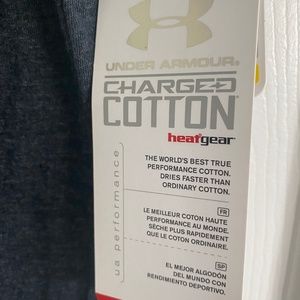 UNDER ARMOUR®
CHARGED
COTTON®
heatgear®
THE WORLD'S BEST TRUE
PERFORMANCE COTTON.
DRIES FASTER THAN
ORDINARY COTTON.
FR
LE MEILLEUR COTON HAUTE
PERFORMANCE AU MONDE.
SÈCHE PLUS RAPIDEMENT
QUE LE COTON ORDINAIRE.
SP
EL MEJOR ALGODÓN
DEL MUNDO CON
RENDIMIENTO DEPORTIVO.
ua performance